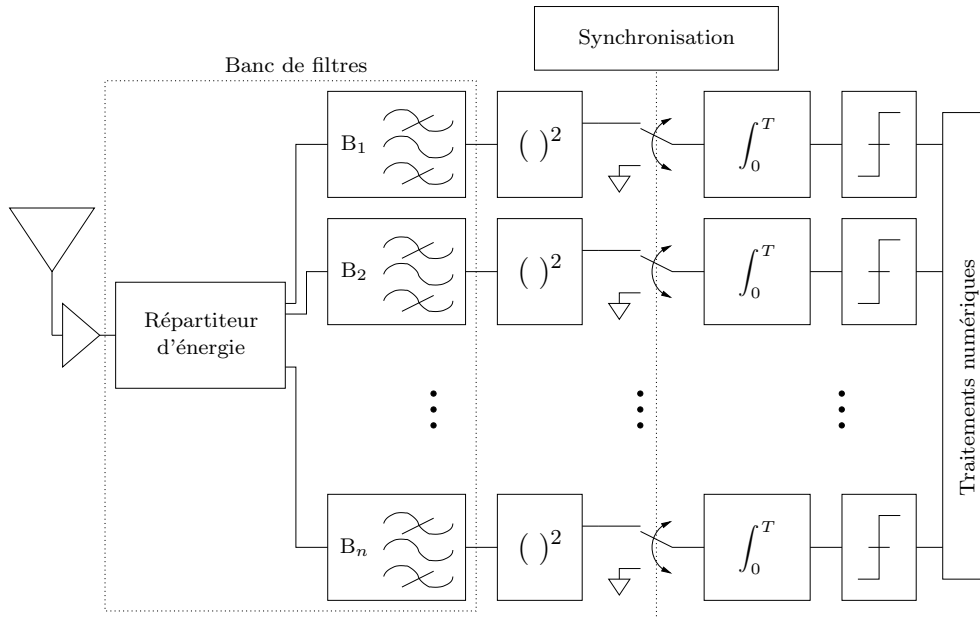 Synchronisation
Banc de filtres
B₁
( )²
∫₀ᵀ
B₂
( )²
∫₀ᵀ
Répartiteur
d'énergie
Bₙ
( )²
∫₀ᵀ
Traitements numériques